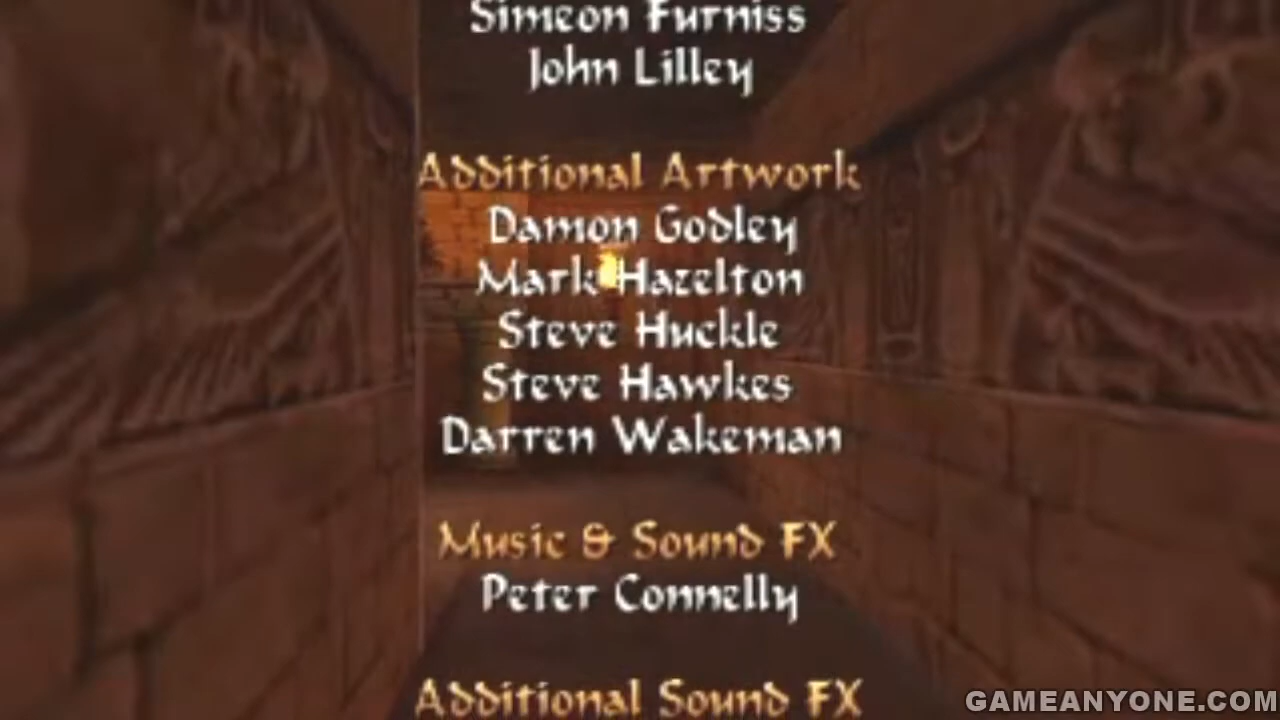 Simeon Furniss
John Lilley
Additional Artwork
Damon Godley
Mark Hazelton
Steve Huckle
Steve Hawkes
Darren Wakeman
Music & Sound FX
Peter Connelly
Additional Sound FX
GAMEANYONE.COM